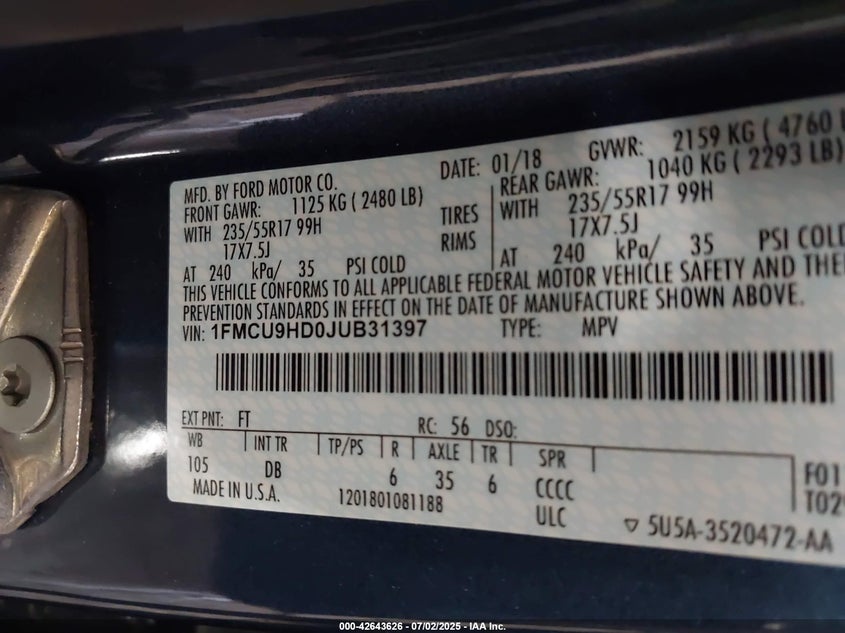 MFD. BY FORD MOTOR CO.
DATE: 01/18 GVWR: 2159 KG ( 4760
FRONT GAWR: 1125 KG ( 2480 LB)
REAR GAWR: 1040 KG ( 2293 LB)
WITH 235/55R17 99H TIRES WITH 235/55R17 99H
17X7.5J RIMS 17X7.5J
AT 240 kPa/ 35 PSI COLD AT 240 kPa/ 35 PSI COLD
THIS VEHICLE CONFORMS TO ALL APPLICABLE FEDERAL MOTOR VEHICLE SAFETY AND
PREVENTION STANDARDS IN EFFECT ON THE DATE OF MANUFACTURE SHOWN ABOVE.
VIN: 1FMCU9HD0JUB31397 TYPE: MPV
EXT PNT: FT RC: 56 DSO:
WB INT TR TP/PS R AXLE TR SPR
105 DB 6 35 6 CCCC
MADE IN U.S.A. 1201801081188 ULC
5U5A-3520472-AA
000-42643626 - 07/02/2025 - IAA Inc.